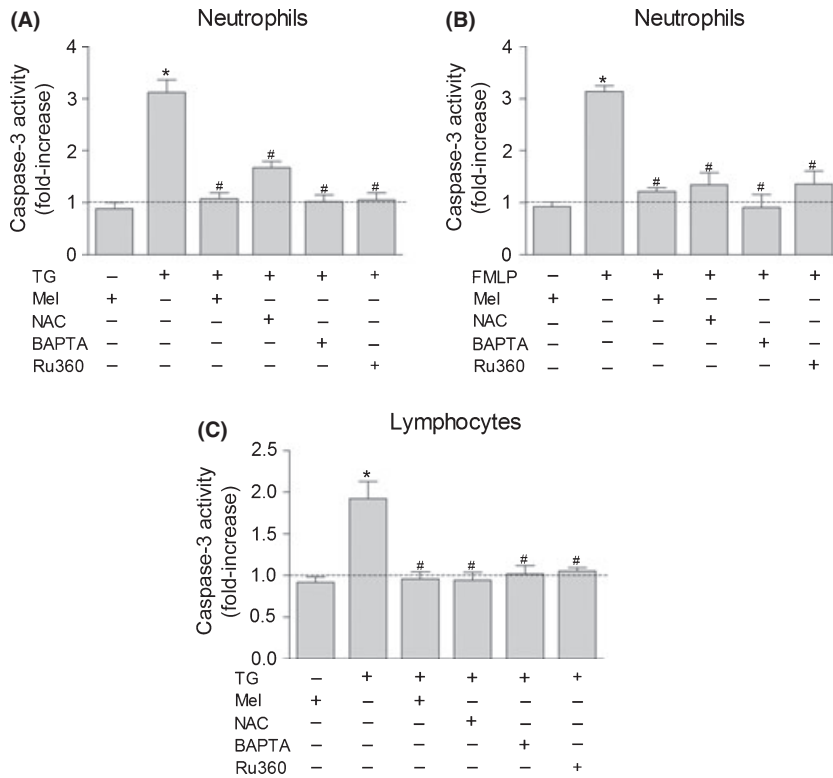 (A) Neutrophils
Caspase-3 activity
(fold-increase)
4
3
2
1
0
*
#
#
#
#
TG – + + + + +
Mel + – + – – –
NAC – – – + – –
BAPTA – – – – + –
Ru360 – – – – – +
(B) Neutrophils
Caspase-3 activity
(fold-increase)
4
3
2
1
0
*
#
#
#
#
FMLP – + + + + +
Mel + – + – – –
NAC – – – + – –
BAPTA – – – – + –
Ru360 – – – – – +
(C) Lymphocytes
Caspase-3 activity
(fold-increase)
2.5
2.0
1.5
1.0
0.5
0.0
*
#
#
#
#
TG – + + + + +
Mel + – + – – –
NAC – – – + – –
BAPTA – – – – + –
Ru360 – – – – – +